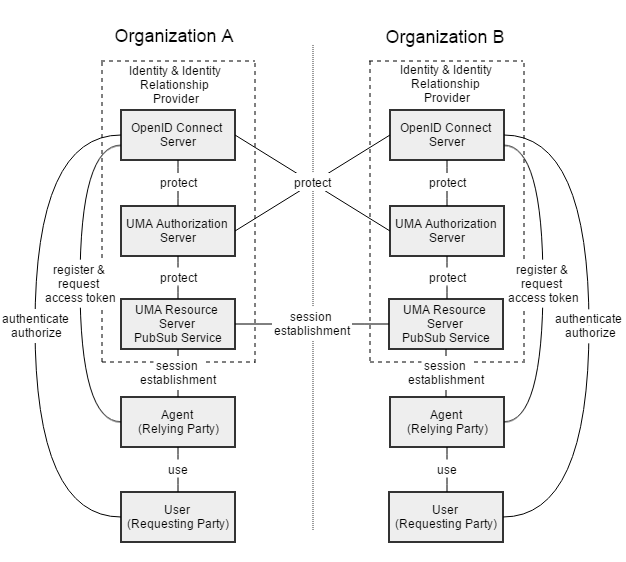 Organization A
Organization B
Identity & Identity
Relationship
Provider
Identity & Identity
Relationship
Provider
OpenID Connect
Server
OpenID Connect
Server
protect
protect
protect
UMA Authorization
Server
UMA Authorization
Server
protect
protect
register &
request
access token
register &
request
access token
authenticate
authorize
authenticate
authorize
UMA Resource
Server
PubSub Service
session
establishment
UMA Resource
Server
PubSub Service
session
establishment
session
establishment
Agent
(Relying Party)
Agent
(Relying Party)
use
use
User
(Requesting Party)
User
(Requesting Party)